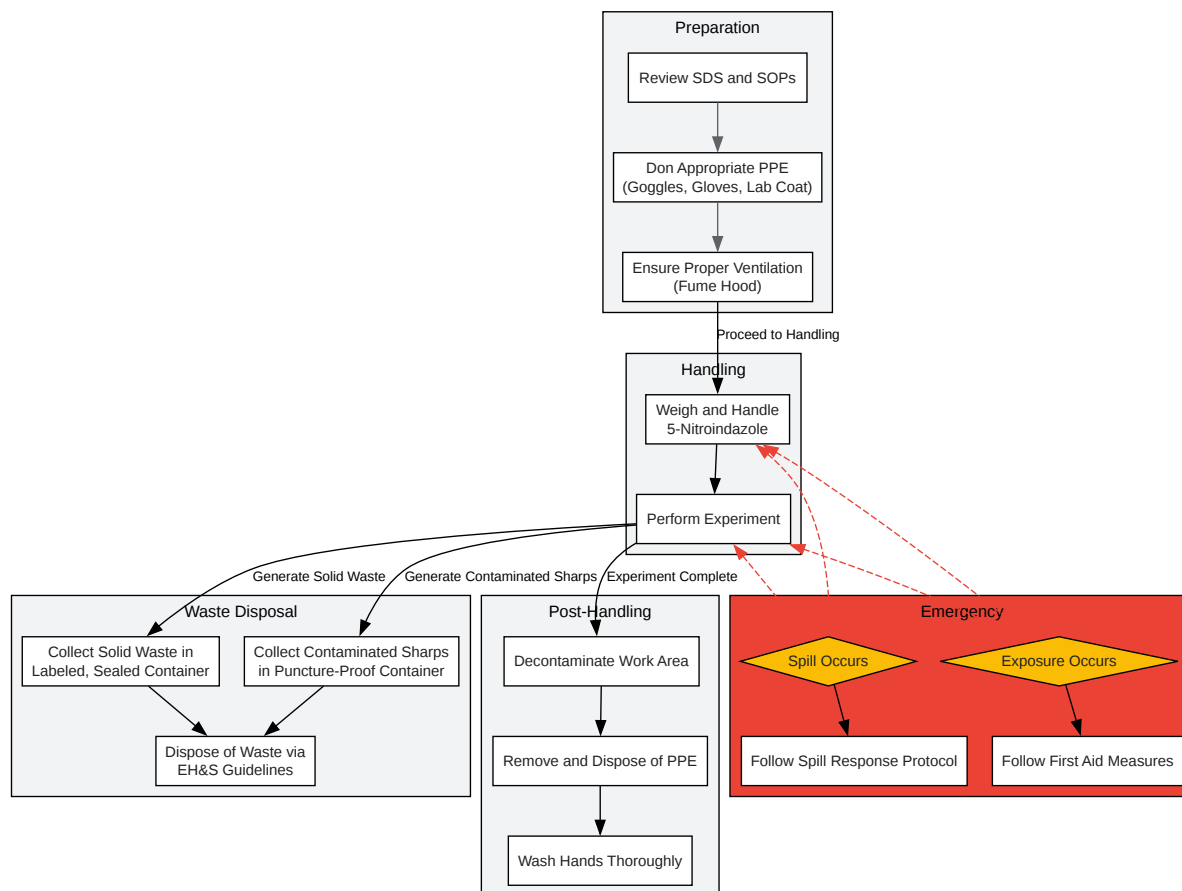 Preparation
Review SDS and SOPs
Don Appropriate PPE
(Goggles, Gloves, Lab Coat)
Ensure Proper Ventilation
(Fume Hood)
Proceed to Handling
Handling
Weigh and Handle
5-Nitroindazole
Perform Experiment
Generate Solid Waste
Generate Contaminated Sharps
Experiment Complete
Waste Disposal
Collect Solid Waste in
Labeled, Sealed Container
Collect Contaminated Sharps
in Puncture-Proof Container
Dispose of Waste via
EH&S Guidelines
Post-Handling
Decontaminate Work Area
Remove and Dispose of PPE
Wash Hands Thoroughly
Emergency
Spill Occurs
Exposure Occurs
Follow Spill Response Protocol
Follow First Aid Measures